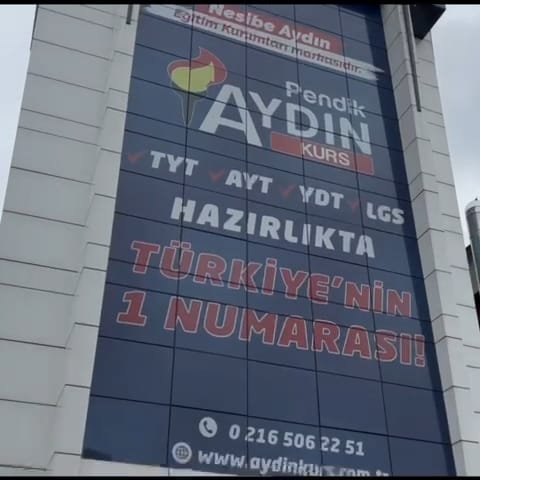 Nesibe Aydın
Eğitim Kurumları markasıdır.
Pendik
AYDIN
KURS
TYT AYT YDT LGS
HAZIRLIKTA
TÜRKİYE'NİN
1 NUMARASI!
0 216 506 22 51
www.aydinkurs.com.tr